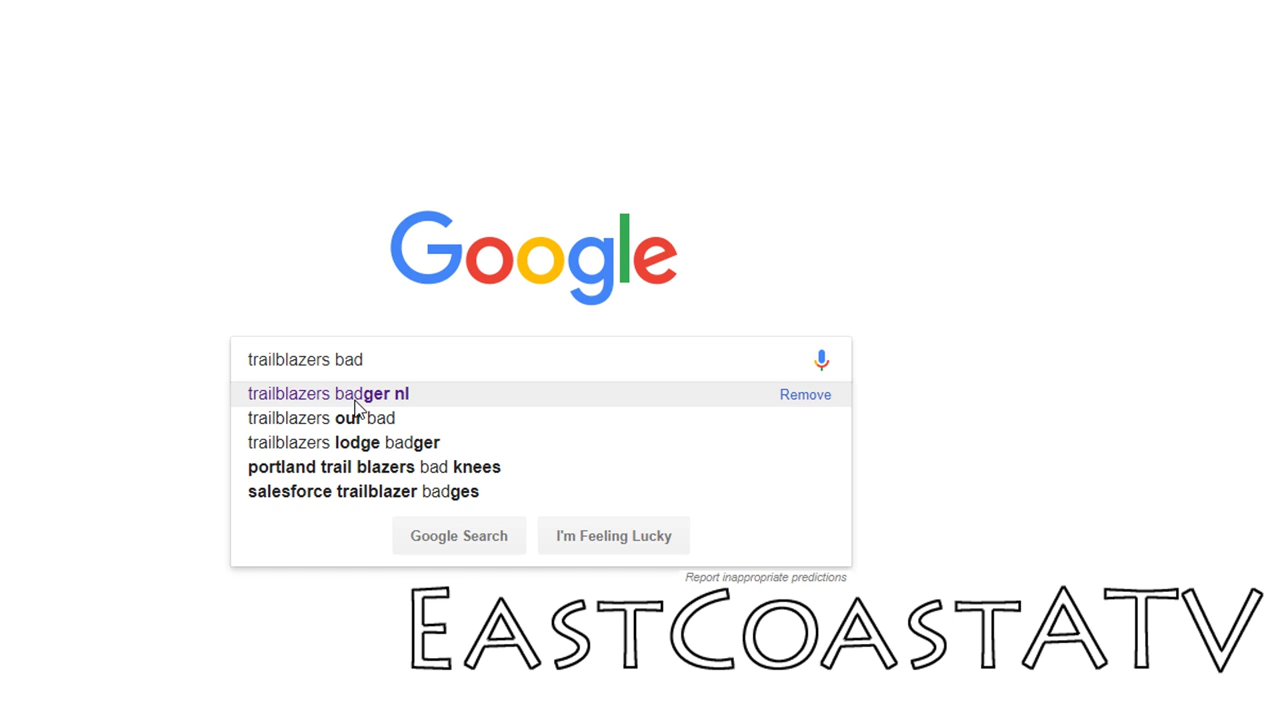 Google
trailblazers bad
trailblazers badger nl
Remove
trailblazers our bad
trailblazers lodge badger
portland trail blazers bad knees
salesforce trailblazer badges
Google Search
I'm Feeling Lucky
Report inappropriate predictions
EASTCOASTATV